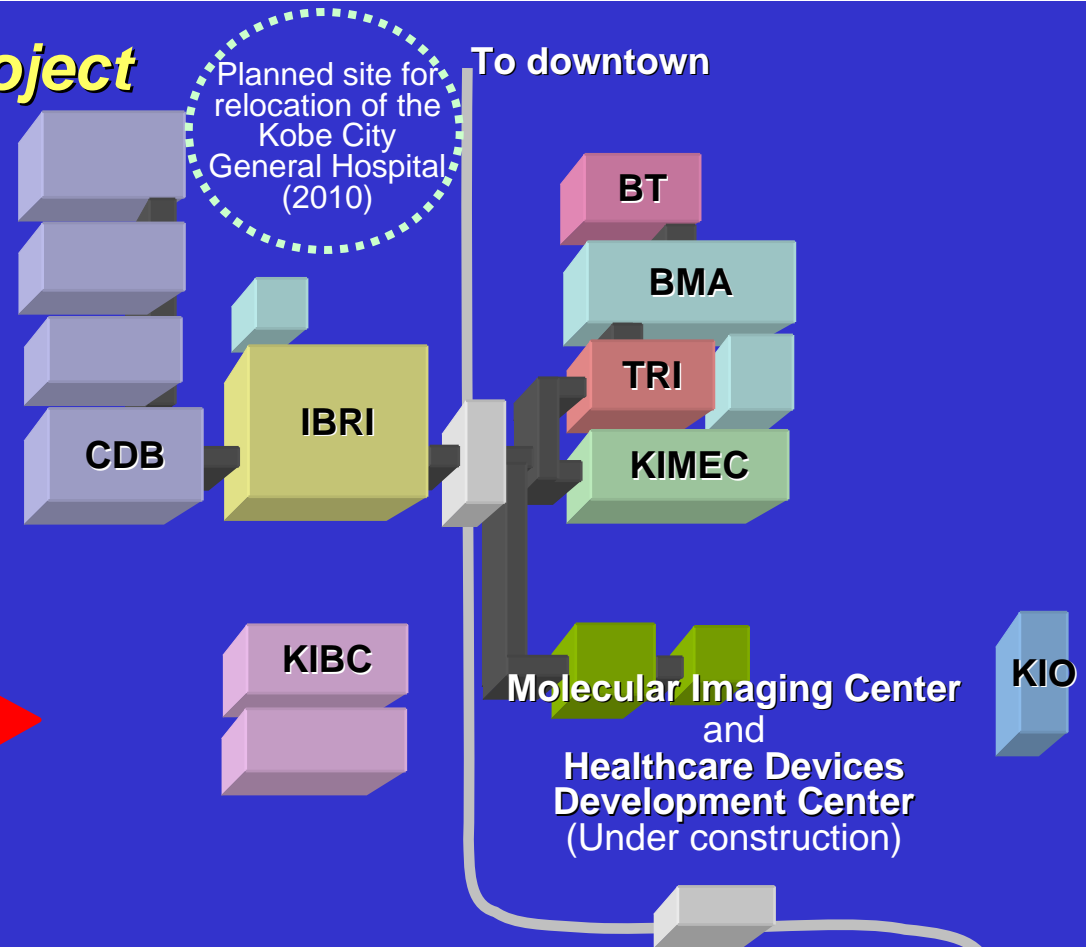 oject
Planned site for
relocation of the
Kobe City
General Hospital
(2010)
To downtown
BT
BMA
TRI
KIMEC
IBRI
CDB
KIBC
KIO
Molecular Imaging Center
and
Healthcare Devices
Development Center
(Under construction)